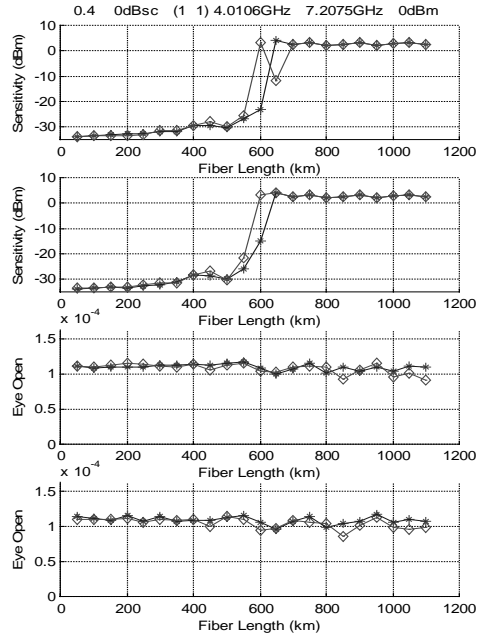 0.4 0dBsc (1 1) 4.0106GHz 7.2075GHz 0dBm
10
0
-10
-20
-30
Sensitivity (dBm)
0 200 400 600 800 1000 1200
Fiber Length (km)
10
0
-10
-20
-30
Sensitivity (dBm)
0 200 400 600 800 1000 1200
Fiber Length (km)
x 10⁻⁴
1.5
1
0.5
0
Eye Open
0 200 400 600 800 1000 1200
Fiber Length (km)
x 10⁻⁴
1.5
1
0.5
0
Eye Open
0 200 400 600 800 1000 1200
Fiber Length (km)